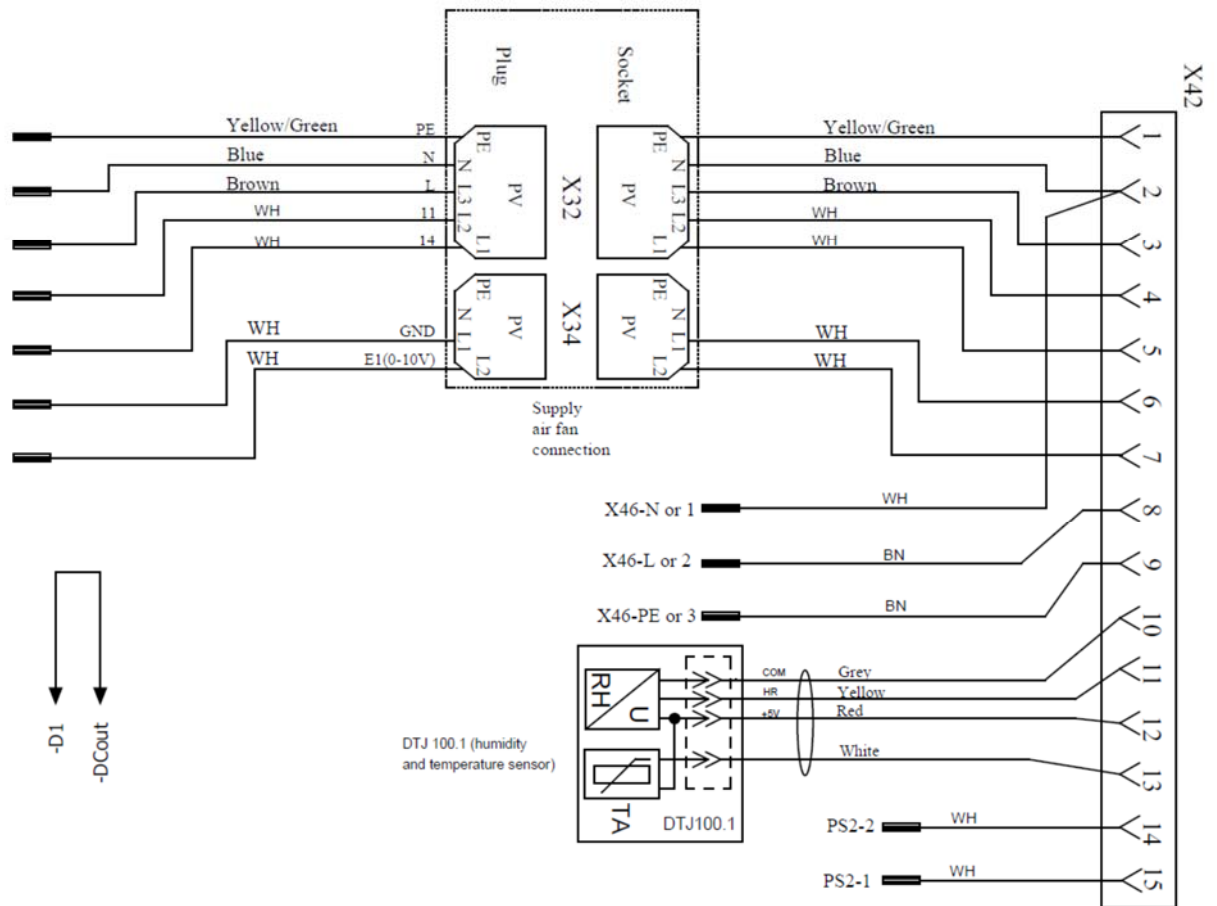 X42
Plug
Socket
Yellow/Green
PE
PE
PE
Yellow/Green
1
Blue
N
N
N
Blue
2
Brown
L
L3
PV
X32
PV
L3
Brown
3
WH
11
L2
L2
WH
4
WH
14
L1
L1
WH
5
PE
PE
N
PV
X34
PV
N
WH
GND
L1
L1
WH
6
WH
E1(0-10V)
L2
L2
WH
7
Supply
air fan
connection
X46-N or 1
WH
8
X46-L or 2
BN
9
X46-PE or 3
BN
10
RH
U
COM
Grey
11
HR
Yellow
+5V
Red
12
DTJ 100.1 (humidity
and temperature sensor)
White
13
TA
DTJ100.1
PS2-2
WH
14
PS2-1
WH
15
-D1
-DCout